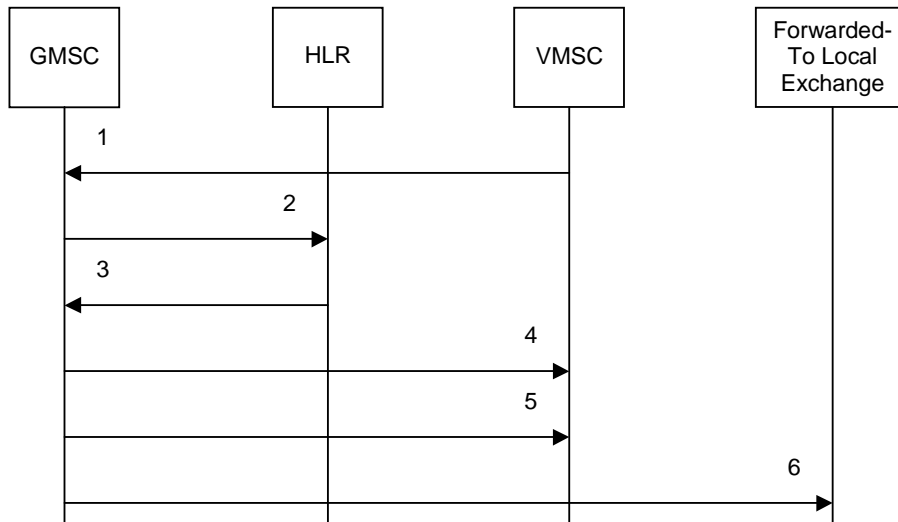 GMSC
HLR
VMSC
Forwarded-
To Local
Exchange
1
2
3
4
5
6